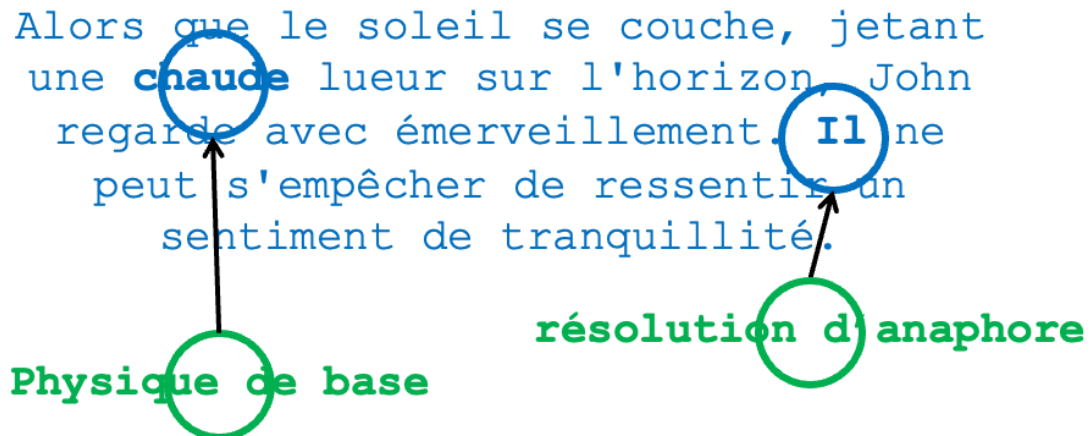 Alors que le soleil se couche, jetant
une chaude lueur sur l'horizon, John
regarde avec émerveillement. Il ne
peut s'empêcher de ressentir un
sentiment de tranquillité.
résolution d'anaphore
Physique de base